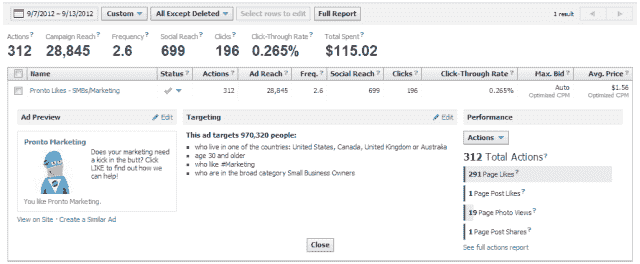 9/7/2012 ~ 9/13/2012 Custom All Except Deleted Select rows to edit Full Report 1 result
Actions? Campaign Reach? Frequency? Social Reach? Clicks? Click-Through Rate? Total Spent?
312 28,845 2.6 699 196 0.265% $115.02
Name Status? Actions? Ad Reach? Freq.? Social Reach? Clicks? Click-Through Rate? Max. Bid? Avg. Price?
Pronto Likes - SMBs/Marketing 312 28,845 2.6 699 196 0.265% Auto $1.56
Optimized CPM Optimized CPM
Ad Preview Edit Targeting Edit Performance
Pronto Marketing
Does your marketing need
a kick in the butt? Click
LIKE to find out how we
can help!
You like Pronto Marketing.
View on Site · Create a Similar Ad
This ad targets 970,320 people:
who live in one of the countries: United States, Canada, United Kingdom or Australia
age 30 and older
who like #Marketing
who are in the broad category Small Business Owners
Actions
312 Total Actions?
291 Page Likes?
1 Page Post Likes?
19 Page Photo Views?
1 Page Post Shares?
See full actions report
Close